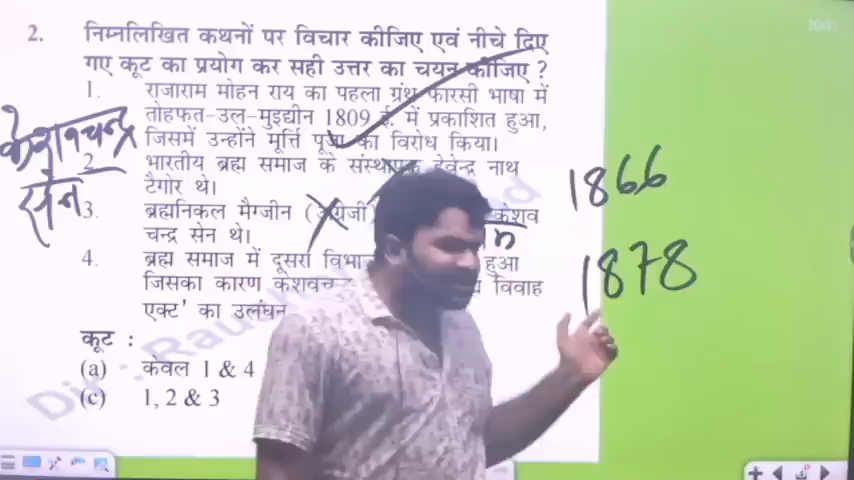 2. निम्नलिखित कथनों पर विचार कीजिए एवं नीचे दिए
गए कूट का प्रयोग कर सही उत्तर का चयन कीजिए ?
1. राजाराम मोहन राय का पहला ग्रंथ फारसी भाषा में
तोहफत-उल-मुइद्यीन 1809 ई. में प्रकाशित हुआ,
जिसमें उन्होंने मूर्त्ति पूजा का विरोध किया।
2. भारतीय ब्रह्म समाज के संस्थापक देवेन्द्र नाथ
टैगोर थे।
3. ब्रह्मनिकल मैग्जीन (अंग्रेजी) केशव
चन्द्र सेन थे।
4. ब्रह्म समाज में दूसरा हुआ
जिसका कारण विवाह
एक्ट' का उलंघन
कूट :
(a) केवल 1 & 4
(c) 1, 2 & 3
केशवचन्द्र
सेन
1866
1878